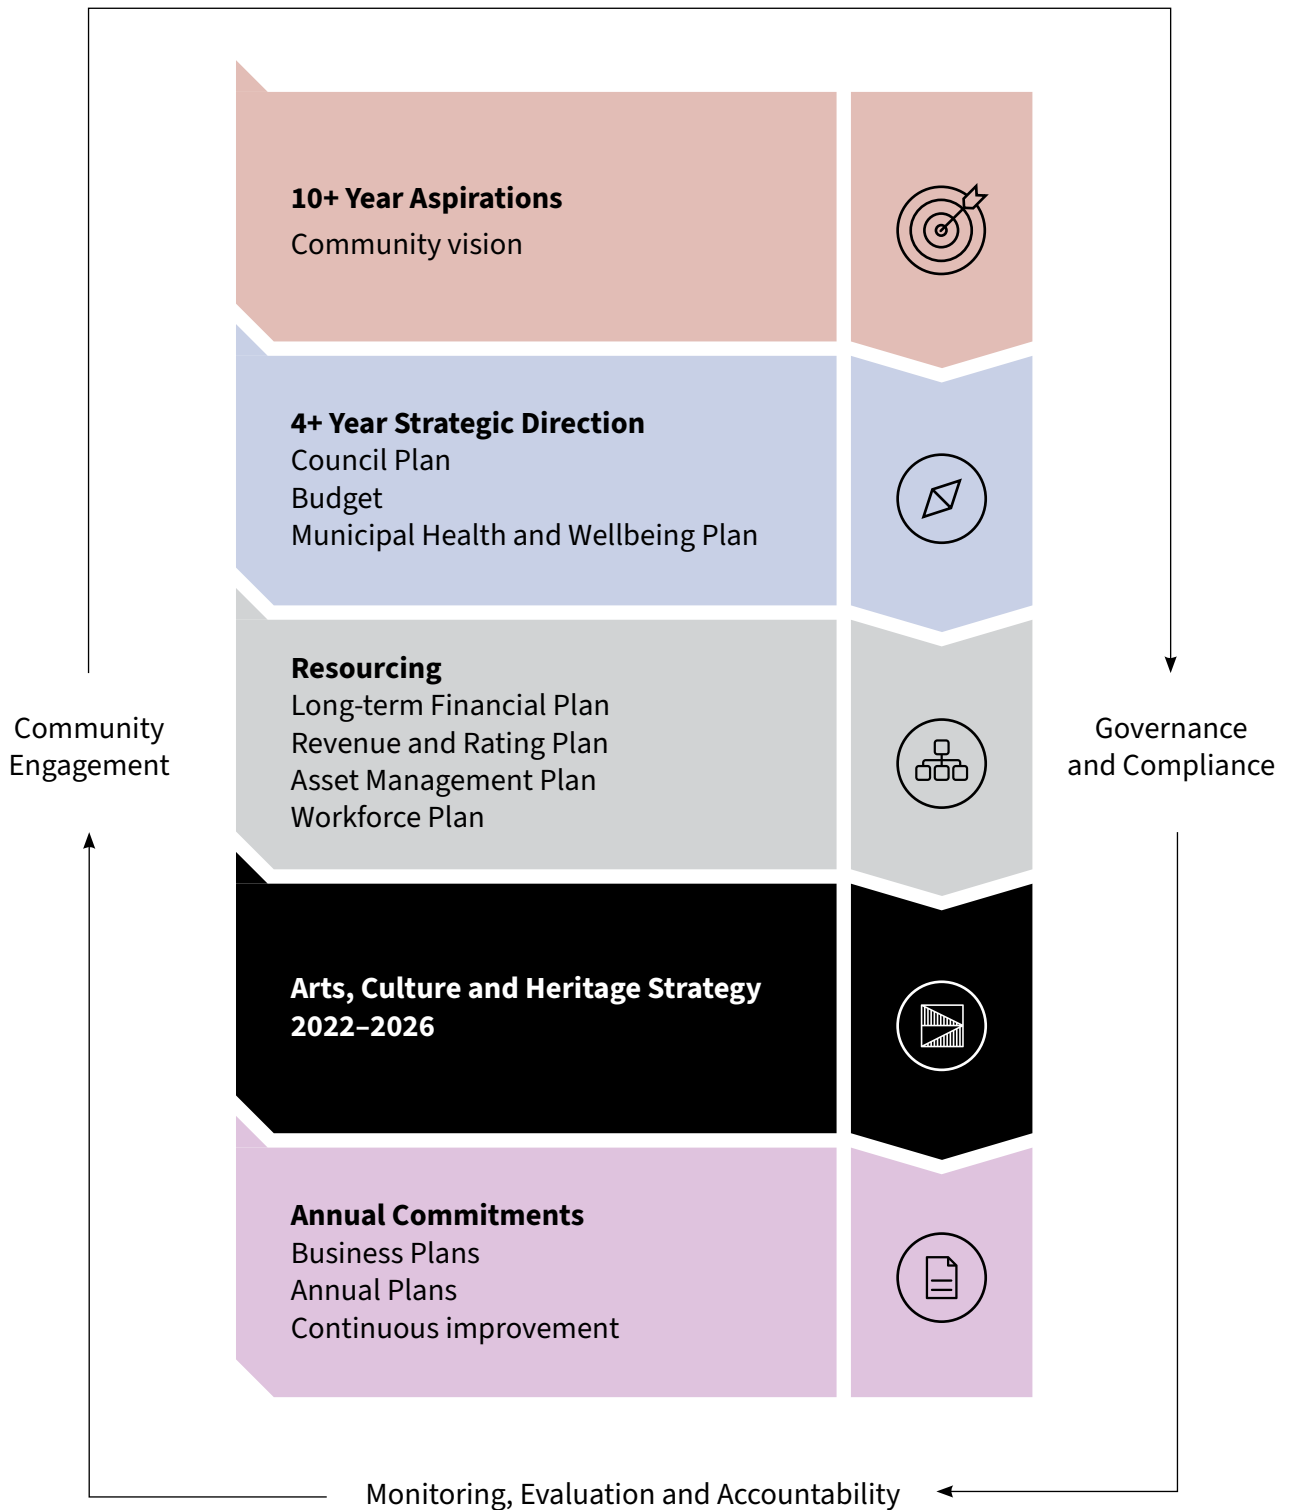 10+ Year Aspirations
Community vision
4+ Year Strategic Direction
Council Plan
Budget
Municipal Health and Wellbeing Plan
Resourcing
Long-term Financial Plan
Revenue and Rating Plan
Asset Management Plan
Workforce Plan
Community
Engagement
Governance
and Compliance
Arts, Culture and Heritage Strategy
2022–2026
Annual Commitments
Business Plans
Annual Plans
Continuous improvement
Monitoring, Evaluation and Accountability